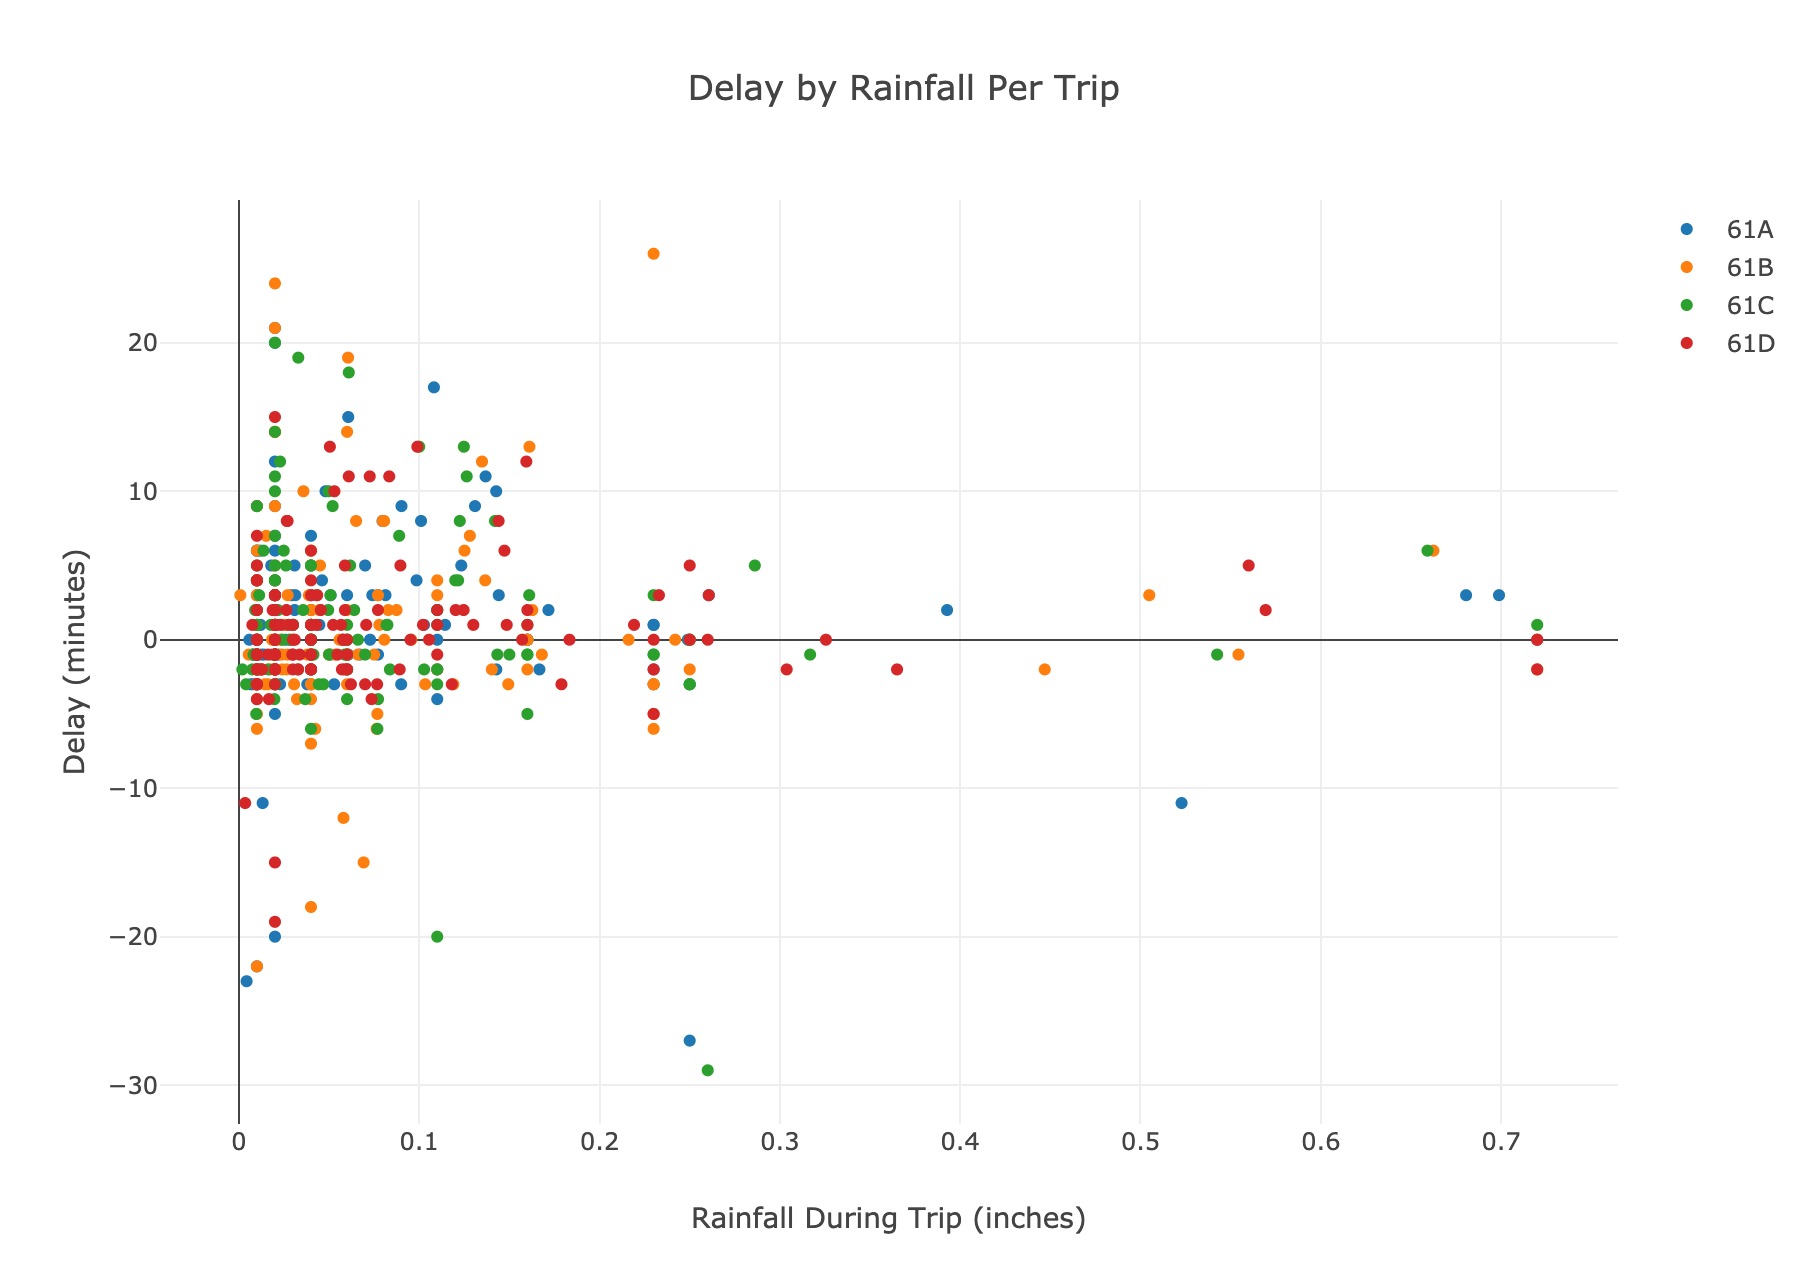 Delay by Rainfall Per Trip
61A
61B
61C
61D
20
10
0
−10
−20
−30
Delay (minutes)
0 0.1 0.2 0.3 0.4 0.5 0.6 0.7
Rainfall During Trip (inches)